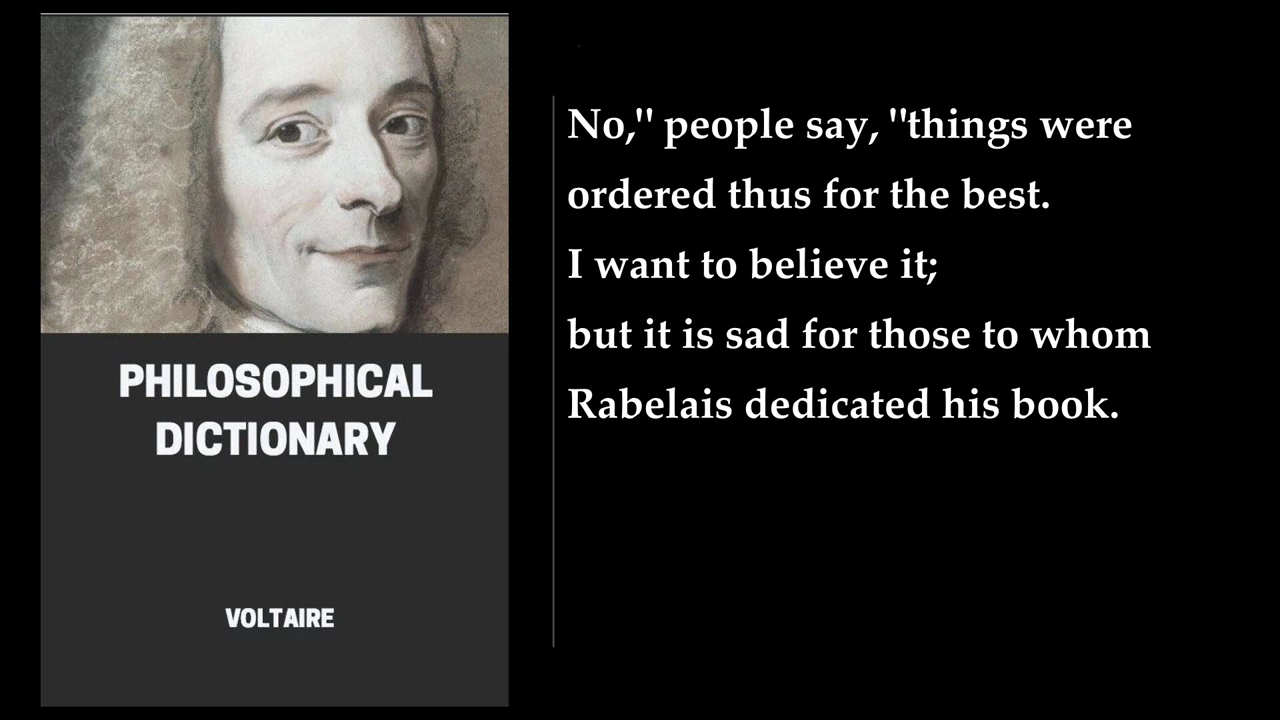 PHILOSOPHICAL
DICTIONARY
VOLTAIRE
No," people say, "things were
ordered thus for the best.
I want to believe it;
but it is sad for those to whom
Rabelais dedicated his book.